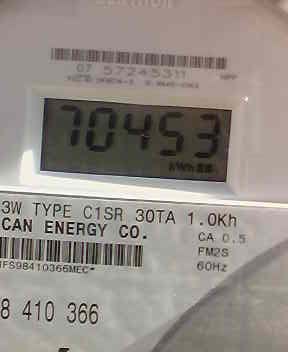 07 57245311
70453
kWh
3W TYPE C1SR 30TA 1.0Kh
CAN ENERGY CO.
CA 0.5
FM2S
60Hz
IFS98410366MEC*
8 410 366